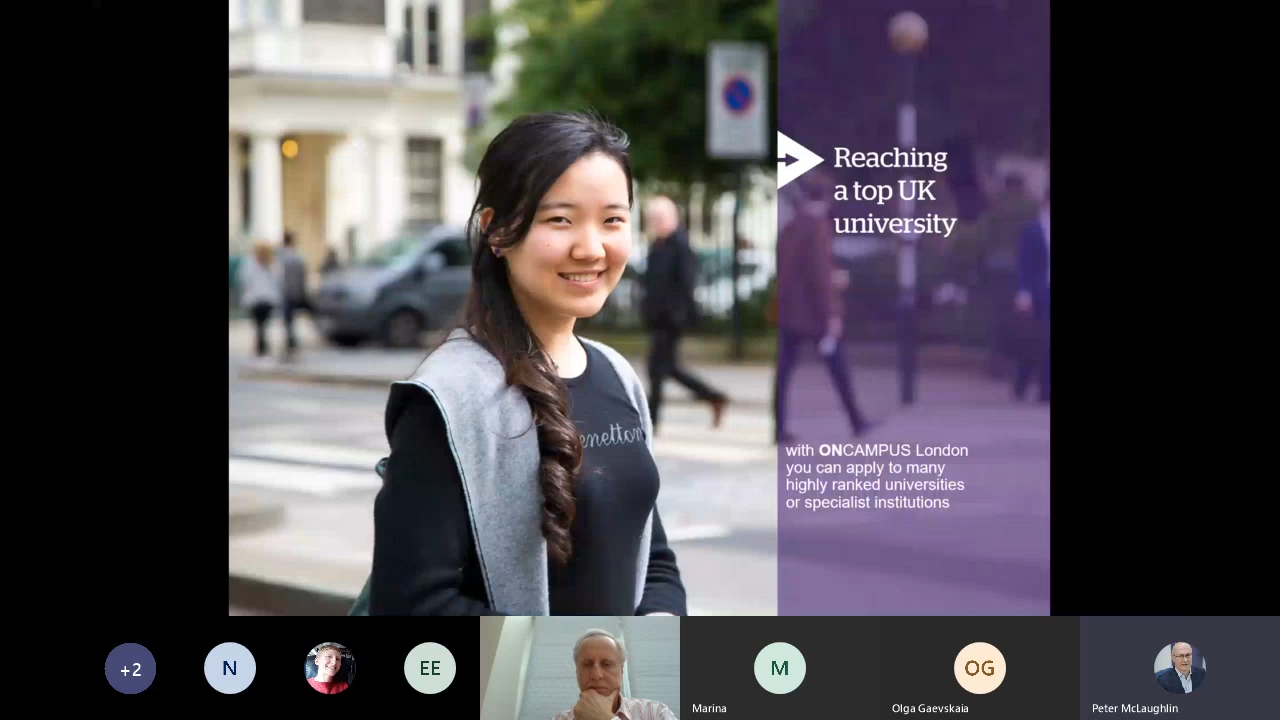 Reaching
a top UK
university
enetton
with ONCAMPUS London
you can apply to many
highly ranked universities
or specialist institutions
+2
N
EE
M
OG
Marina
Olga Gaevskaia
Peter McLaughlin